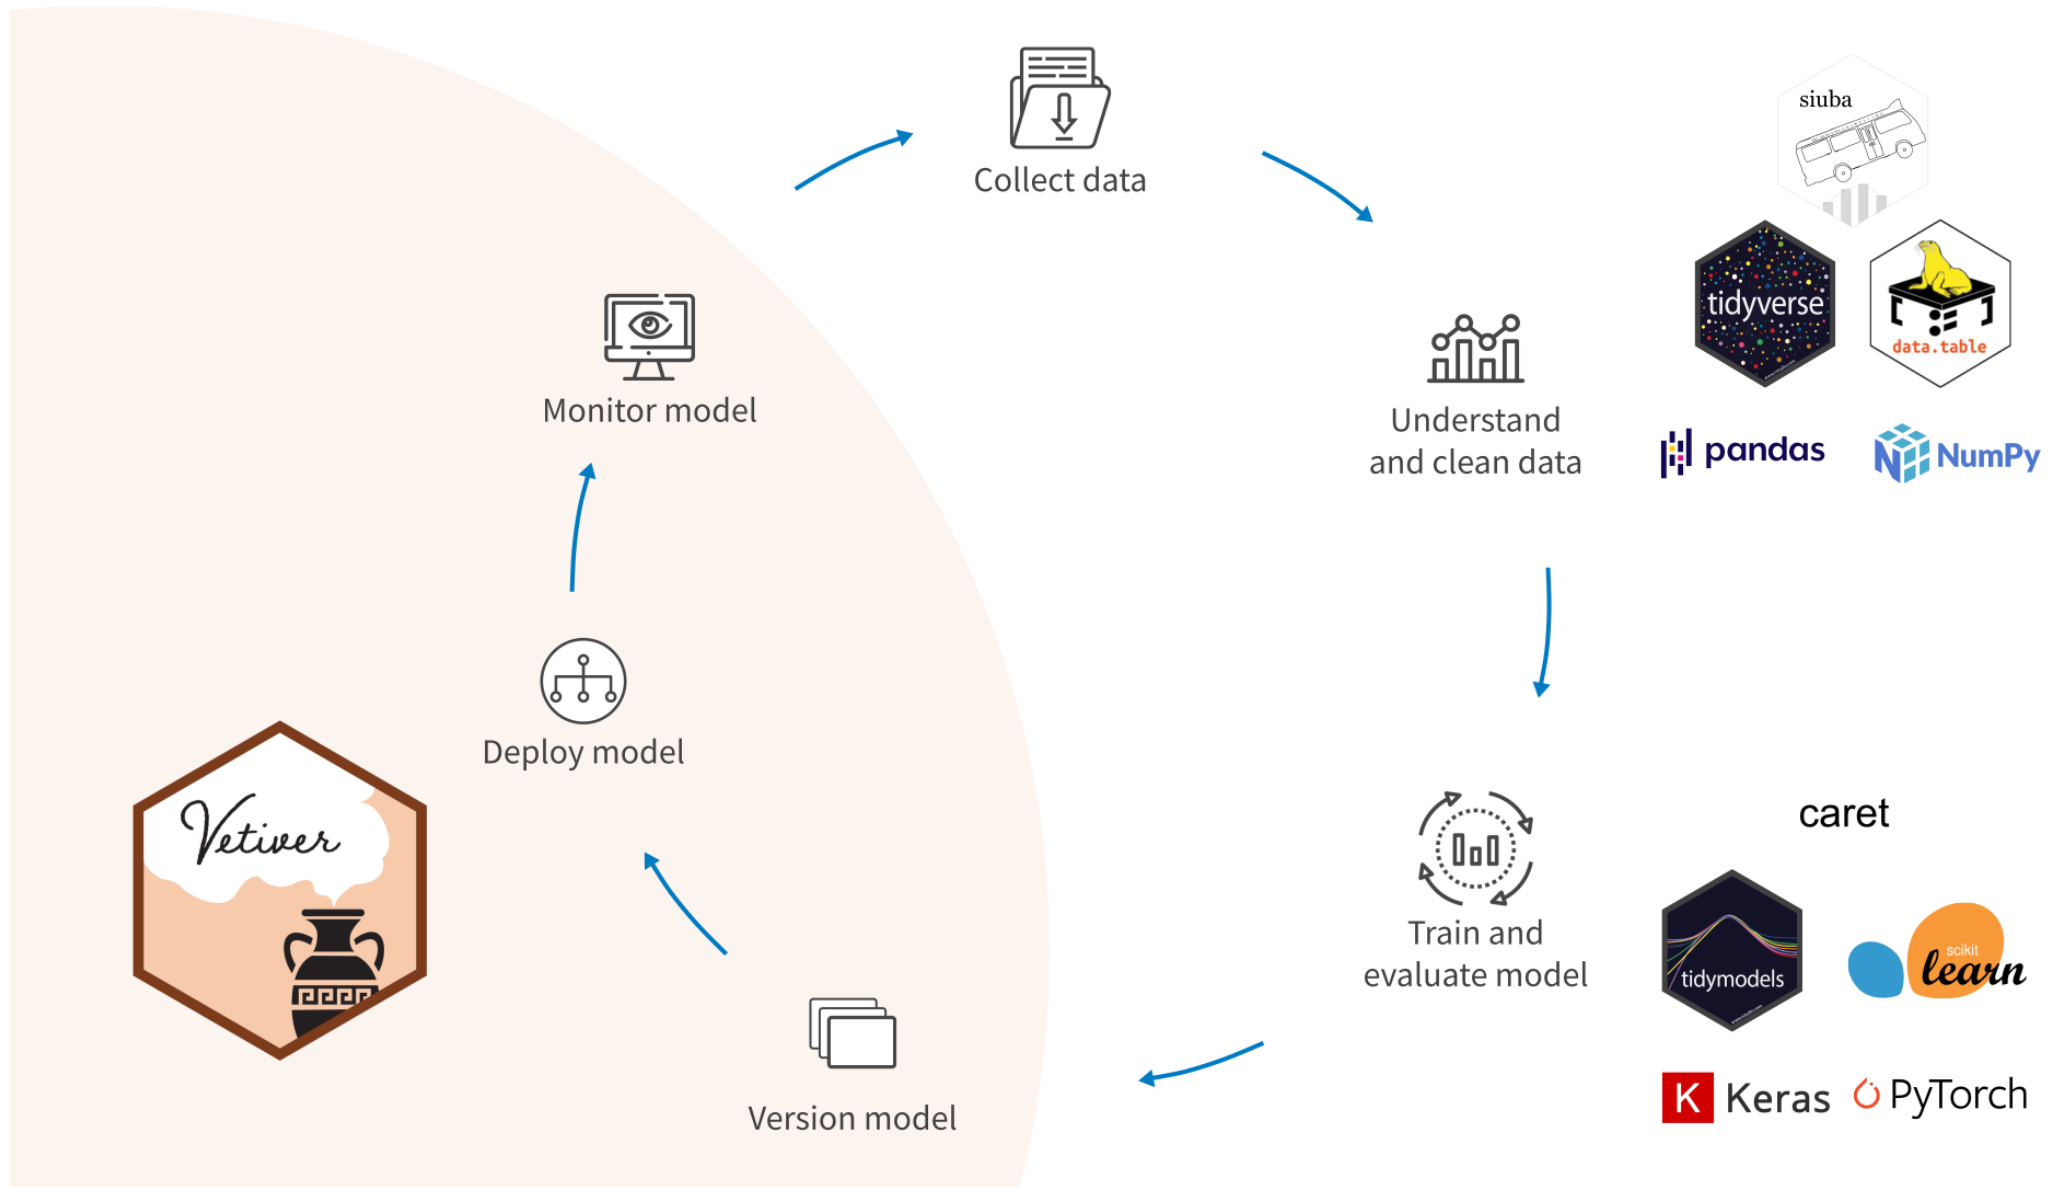 Collect data
siuba
tidyverse
data.table
Understand
and clean data
pandas
NumPy
Monitor model
Deploy model
Vetiver
Train and
evaluate model
caret
tidymodels
scikit
learn
K Keras
PyTorch
Version model